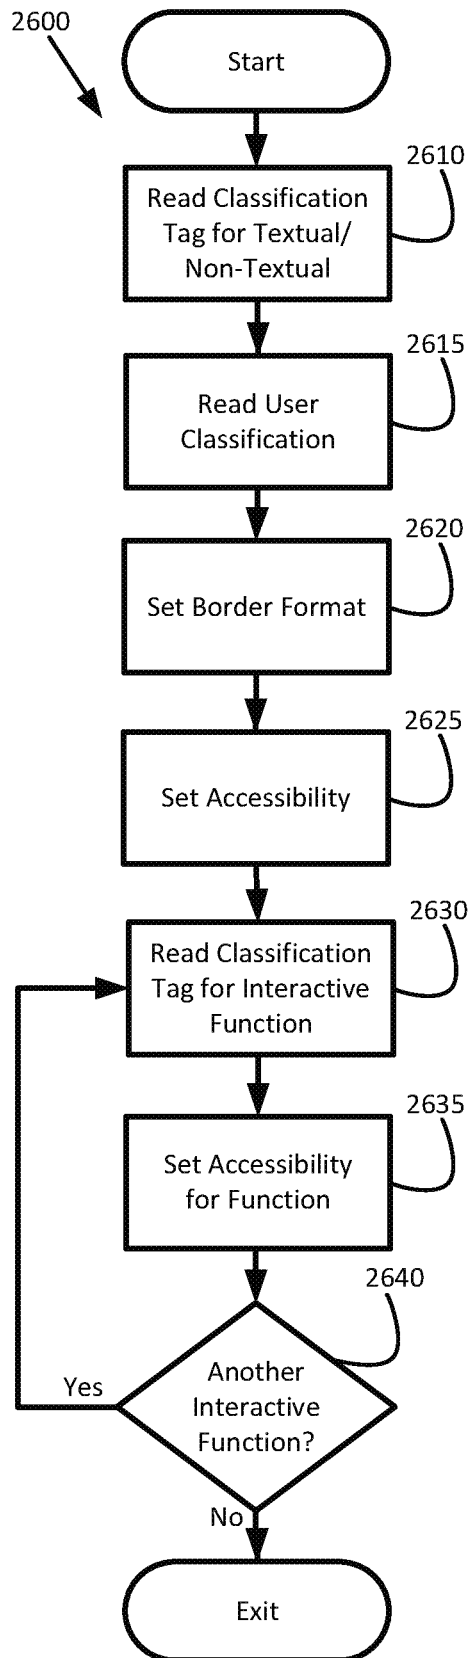 2600
Start
2610
Read Classification
Tag for Textual/
Non-Textual
2615
Read User
Classification
2620
Set Border Format
2625
Set Accessibility
2630
Read Classification
Tag for Interactive
Function
2635
Set Accessibility
for Function
2640
Another
Interactive
Function?
Yes
No
Exit